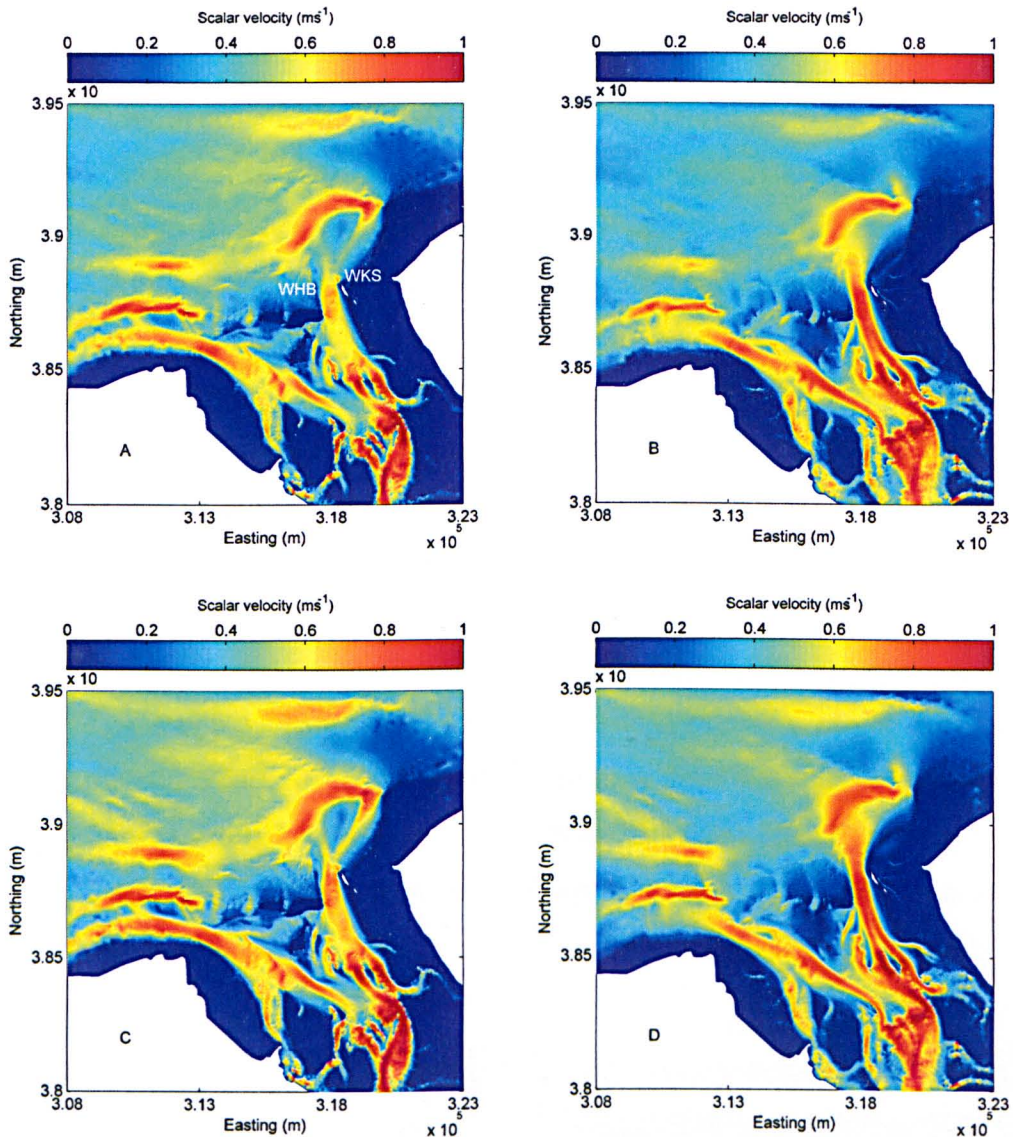 Scalar velocity (ms-1)
0 0.2 0.4 0.6 0.8 1
x 10
3.95
3.9
3.85
3.8
Northing (m)
WHB
WKS
A
3.08 3.13 3.18 3.23
Easting (m)
x 10 5
Scalar velocity (ms-1)
0 0.2 0.4 0.6 0.8 1
x 10
3.95
3.9
3.85
3.8
Northing (m)
B
3.08 3.13 3.18 3.23
Easting (m)
x 10 5
Scalar velocity (ms-1)
0 0.2 0.4 0.6 0.8 1
x 10
3.95
3.9
3.85
3.8
Northing (m)
C
3.08 3.13 3.18 3.23
Easting (m)
x 10 5
Scalar velocity (ms-1)
0 0.2 0.4 0.6 0.8 1
x 10
3.95
3.9
3.85
3.8
Northing (m)
D
3.08 3.13 3.18 3.23
Easting (m)
x 10 5